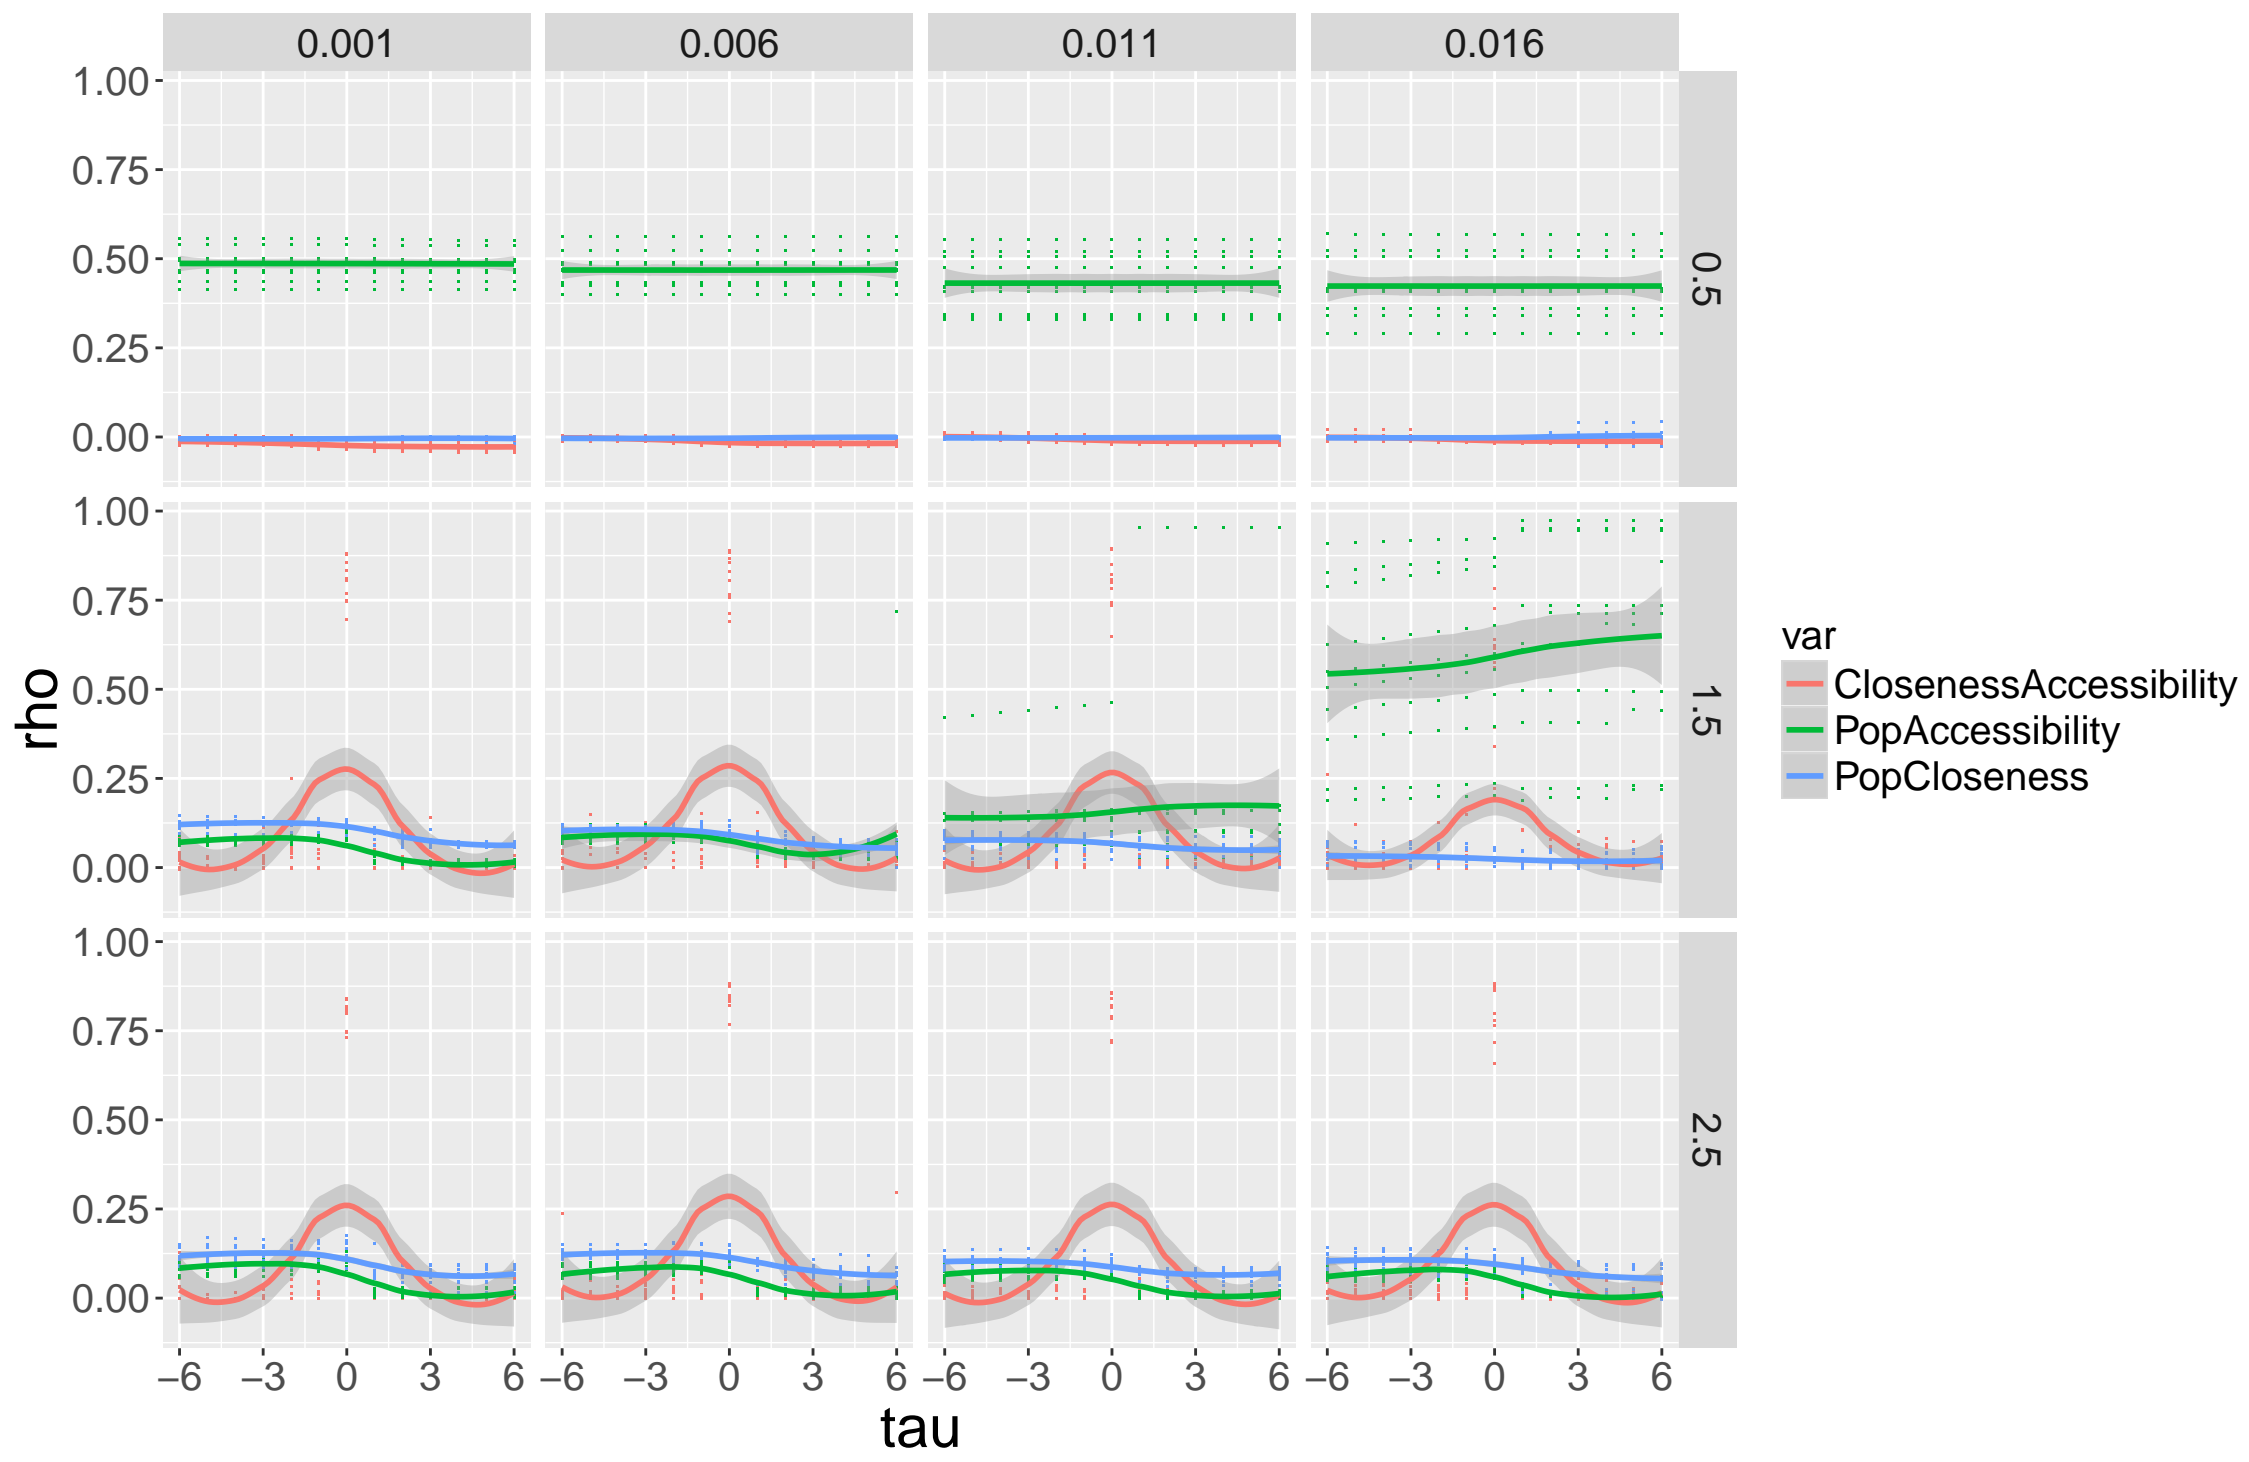 0.001 0.006 0.011 0.016
1.00
0.75
0.50
0.25
0.00
0.5
1.00
0.75
0.50
0.25
0.00
1.5
1.00
0.75
0.50
0.25
0.00
2.5
−6 −3 0 3 6 −6 −3 0 3 6 −6 −3 0 3 6 −6 −3 0 3 6
tau
rho
var
ClosenessAccessibility
PopAccessibility
PopCloseness